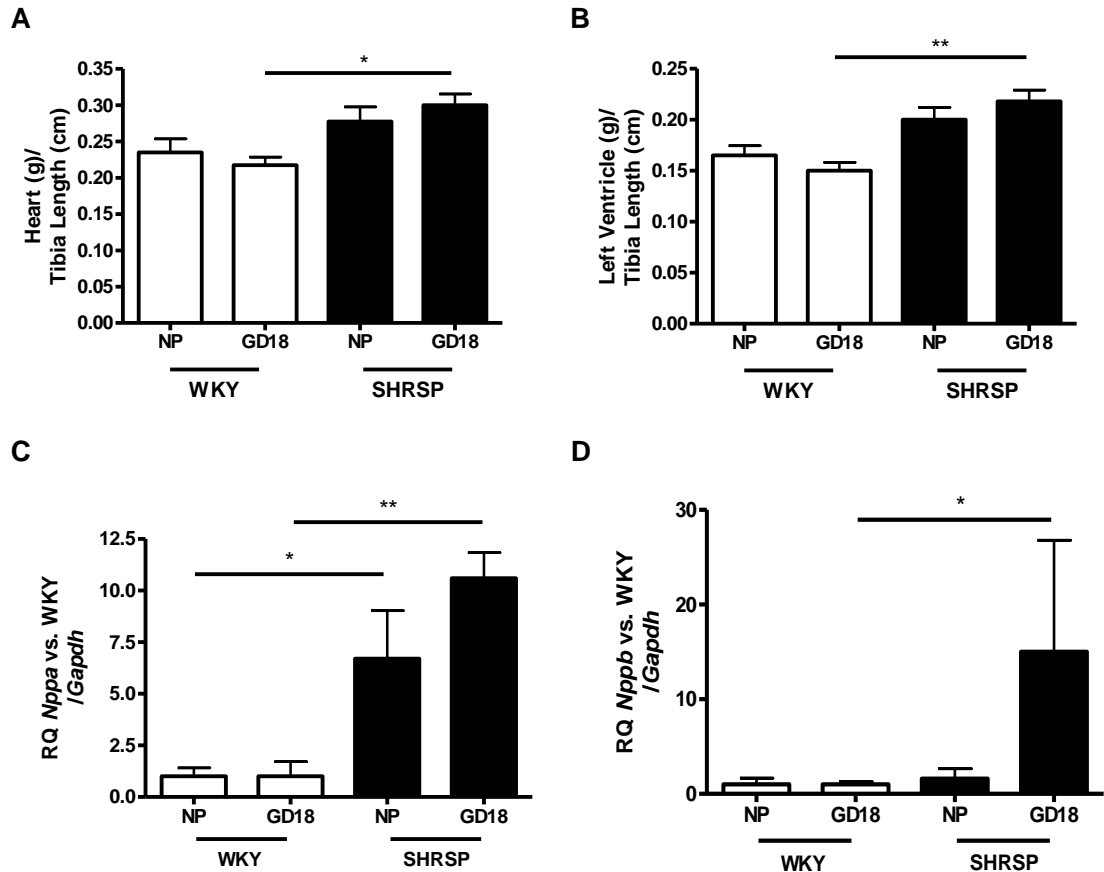 A
Heart (g)/
Tibia Length (cm)
0.35
0.30
0.25
0.20
0.15
0.10
0.05
0.00
*
NP
GD18
NP
GD18
WKY
SHRSP
B
Left Ventricle (g)/
Tibia Length (cm)
0.25
0.20
0.15
0.10
0.05
0.00
**
NP
GD18
NP
GD18
WKY
SHRSP
C
RQ Nppa vs. WKY
/Gapdh
12.5
10.0
7.5
5.0
2.5
0.0
**
*
NP
GD18
NP
GD18
WKY
SHRSP
D
RQ Nppb vs. WKY
/Gapdh
30
20
10
0
*
NP
GD18
NP
GD18
WKY
SHRSP